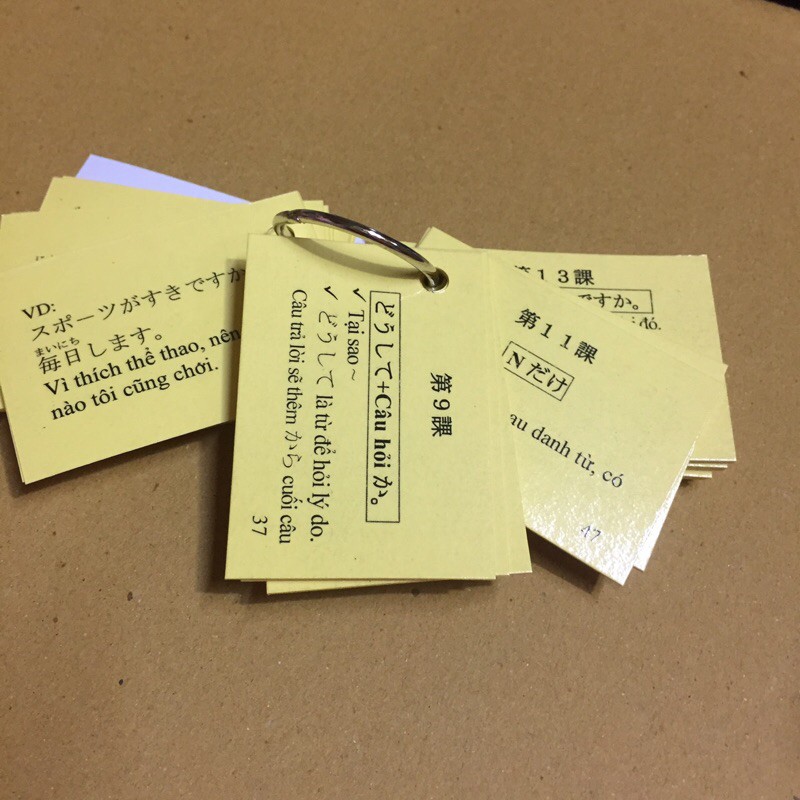 VD:
スポーツがすきですか
まいにち
毎日します。
Vì thích thể thao, nên
nào tôi cũng chơi.
第9課
どうして+Câu hỏi か。
✓ Tại sao ~
✓ どうして là từ để hỏi lý do.
Câu trả lời sẽ thêm から cuối câu
37
第13課
ですか。
đó.
第11課
Nだけ
au danh từ, có
47